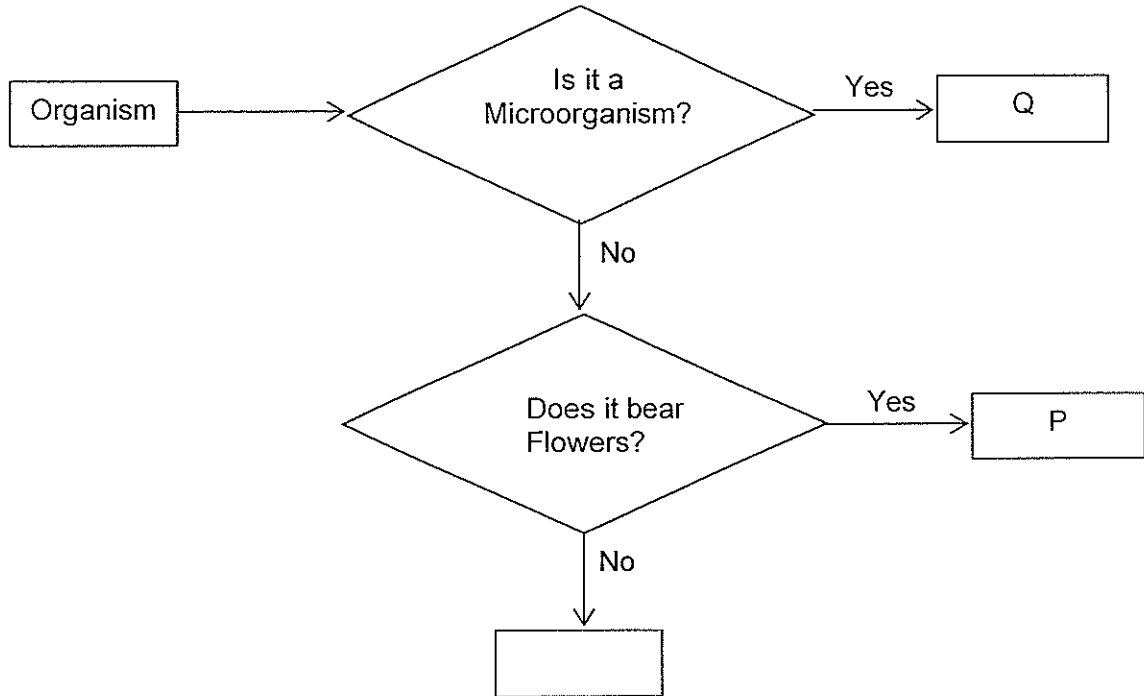 Organism
Is it a
Microorganism?
Yes
Q
No
Does it bear
Flowers?
Yes
P
No